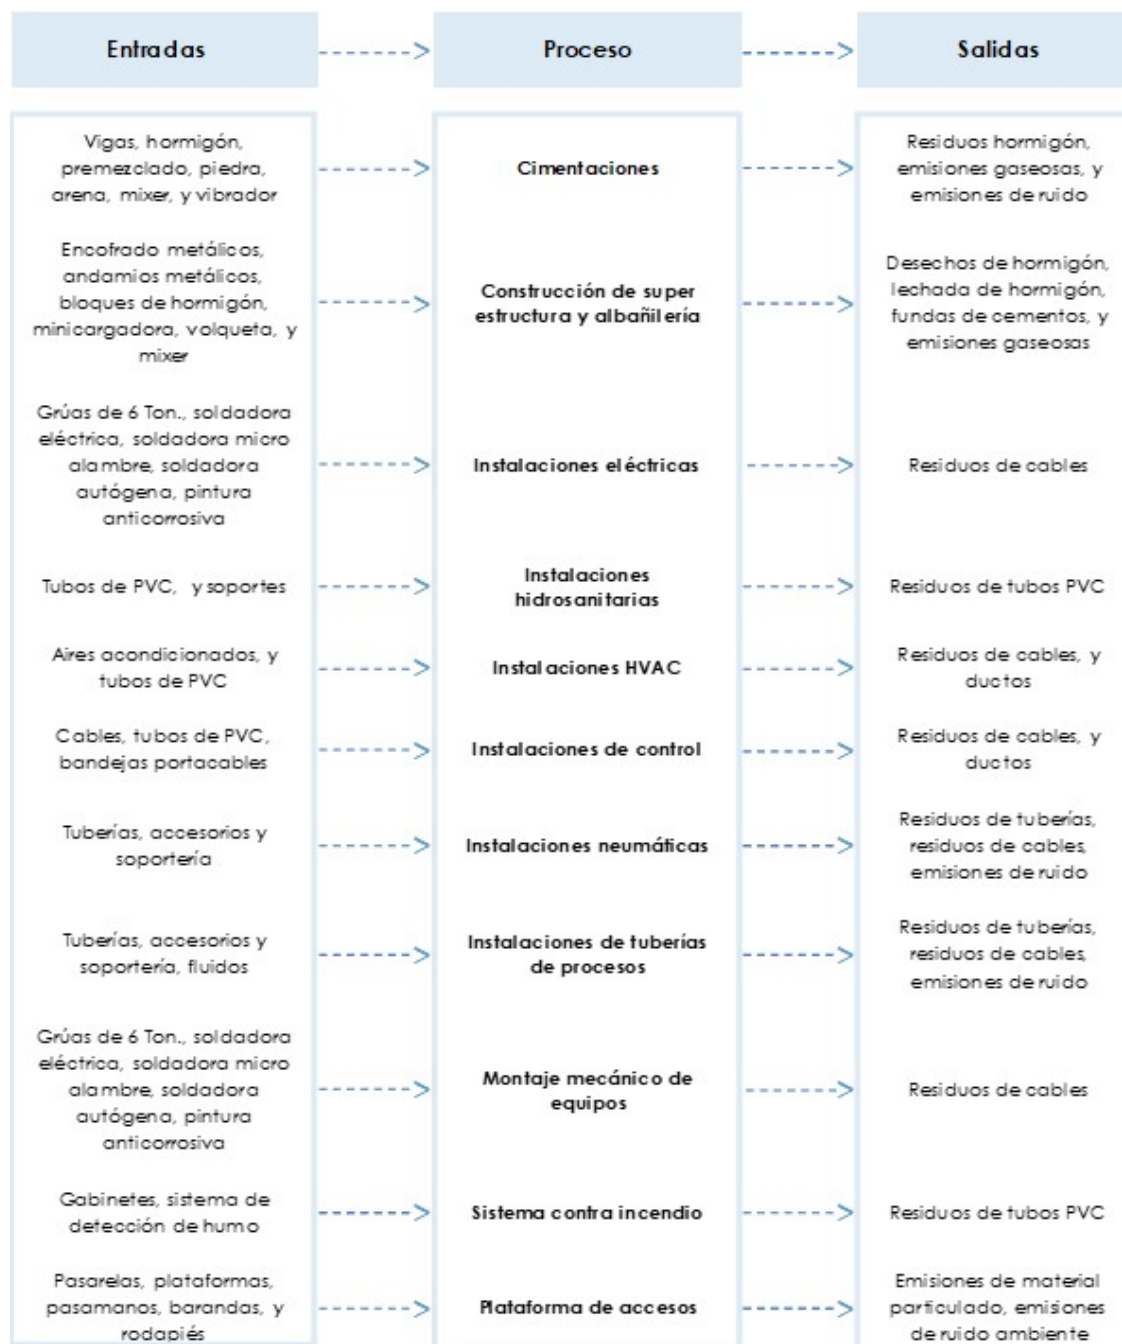 Entradas
Proceso
Salidas
Vigas, hormigón,
premezclado, piedra,
arena, mixer, y vibrador
Cimentaciones
Residuos hormigón,
emisiones gaseosas, y
emisiones de ruido
Encofrado metálicos,
andamios metálicos,
bloques de hormigón,
minicargadora, volqueta, y
mixer
Construcción de super
estructura y albañilería
Desechos de hormigón,
lechada de hormigón,
fundas de cementos, y
emisiones gaseosas
Grúas de 6 Ton., soldadora
eléctrica, soldadora micro
alambre, soldadora
autógena, pintura
anticorrosiva
Instalaciones eléctricas
Residuos de cables
Tubos de PVC, y soportes
Instalaciones
hidrosanitarias
Residuos de tubos PVC
Aires acondicionados, y
tubos de PVC
Instalaciones HVAC
Residuos de cables, y
ductos
Cables, tubos de PVC,
bandejas portacables
Instalaciones de control
Residuos de cables, y
ductos
Tuberías, accesorios y
soportería
Instalaciones neumáticas
Residuos de tuberías,
residuos de cables,
emisiones de ruido
Tuberías, accesorios y
soportería, fluidos
Instalaciones de tuberías
de procesos
Residuos de tuberías,
residuos de cables,
emisiones de ruido
Grúas de 6 Ton., soldadora
eléctrica, soldadora micro
alambre, soldadora
autógena, pintura
anticorrosiva
Montaje mecánico de
equipos
Residuos de cables
Gabinetes, sistema de
detección de humo
Sistema contra incendio
Residuos de tubos PVC
Pasarelas, plataformas,
pasamanos, barandas, y
rodapiés
Plataforma de accesos
Emisiones de material
particulado, emisiones
de ruido ambiente